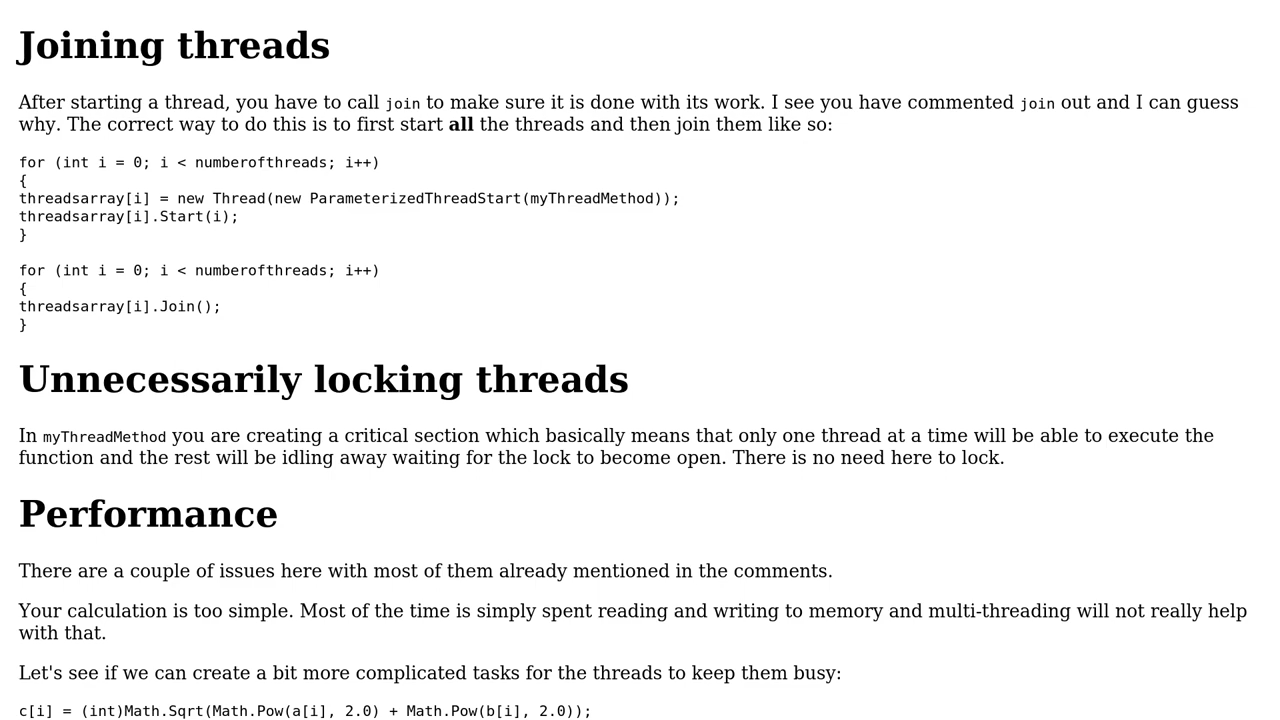 Joining threads
After starting a thread, you have to call join to make sure it is done with its work. I see you have commented join out and I can guess
why. The correct way to do this is to first start all the threads and then join them like so:
for (int i = 0; i < numberofthreads; i++)
{
threadsarray[i] = new Thread(new ParameterizedThreadStart(myThreadMethod));
threadsarray[i].Start(i);
}
for (int i = 0; i < numberofthreads; i++)
{
threadsarray[i].Join();
}
Unnecessarily locking threads
In myThreadMethod you are creating a critical section which basically means that only one thread at a time will be able to execute the
function and the rest will be idling away waiting for the lock to become open. There is no need here to lock.
Performance
There are a couple of issues here with most of them already mentioned in the comments.
Your calculation is too simple. Most of the time is simply spent reading and writing to memory and multi-threading will not really help
with that.
Let's see if we can create a bit more complicated tasks for the threads to keep them busy:
c[i] = (int)Math.Sqrt(Math.Pow(a[i], 2.0) + Math.Pow(b[i], 2.0));